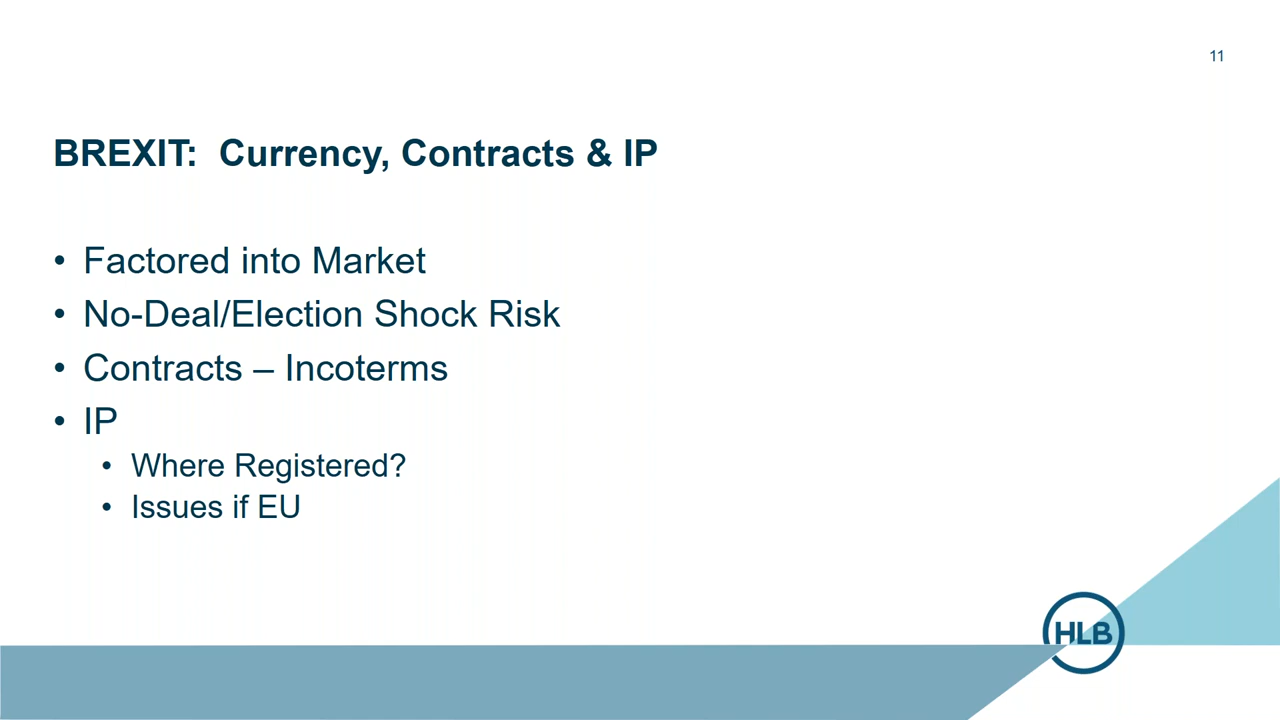 11
BREXIT:  Currency, Contracts & IP
• Factored into Market
• No-Deal/Election Shock Risk
• Contracts – Incoterms
• IP
• Where Registered?
• Issues if EU
HLB